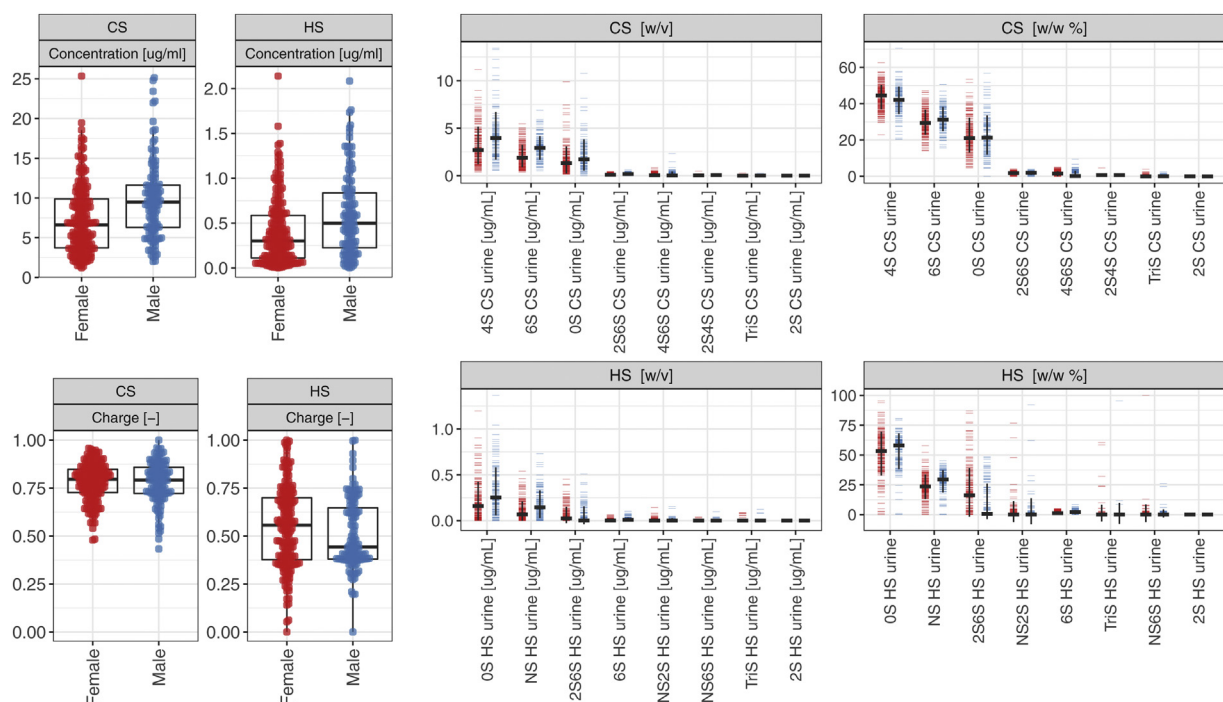 CS
Concentration [ug/ml]
25
20
15
10
5
0
Female
Male
HS
Concentration [ug/ml]
2.0
1.5
1.0
0.5
0.0
Female
Male
CS [w/v]
10
5
0
4S CS urine [ug/mL]
6S CS urine [ug/mL]
0S CS urine [ug/mL]
2S6S CS urine [ug/mL]
4S6S CS urine [ug/mL]
2S4S CS urine [ug/mL]
TriS CS urine [ug/mL]
2S CS urine [ug/mL]
CS [w/w %]
60
40
20
0
4S CS urine
6S CS urine
0S CS urine
2S6S CS urine
4S6S CS urine
2S4S CS urine
TriS CS urine
2S CS urine
CS
Charge [−]
1.00
0.75
0.50
0.25
0.00
Female
Male
HS
Charge [−]
1.00
0.75
0.50
0.25
0.00
Female
Male
HS [w/v]
1.0
0.5
0.0
0S HS urine [ug/mL]
NS HS urine [ug/mL]
2S6S HS urine [ug/mL]
6S HS urine [ug/mL]
NS2S HS urine [ug/mL]
NS6S HS urine [ug/mL]
TriS HS urine [ug/mL]
2S HS urine [ug/mL]
HS [w/w %]
100
75
50
25
0
0S HS urine
NS HS urine
2S6S HS urine
NS2S HS urine
6S HS urine
TriS HS urine
NS6S HS urine
2S HS urine